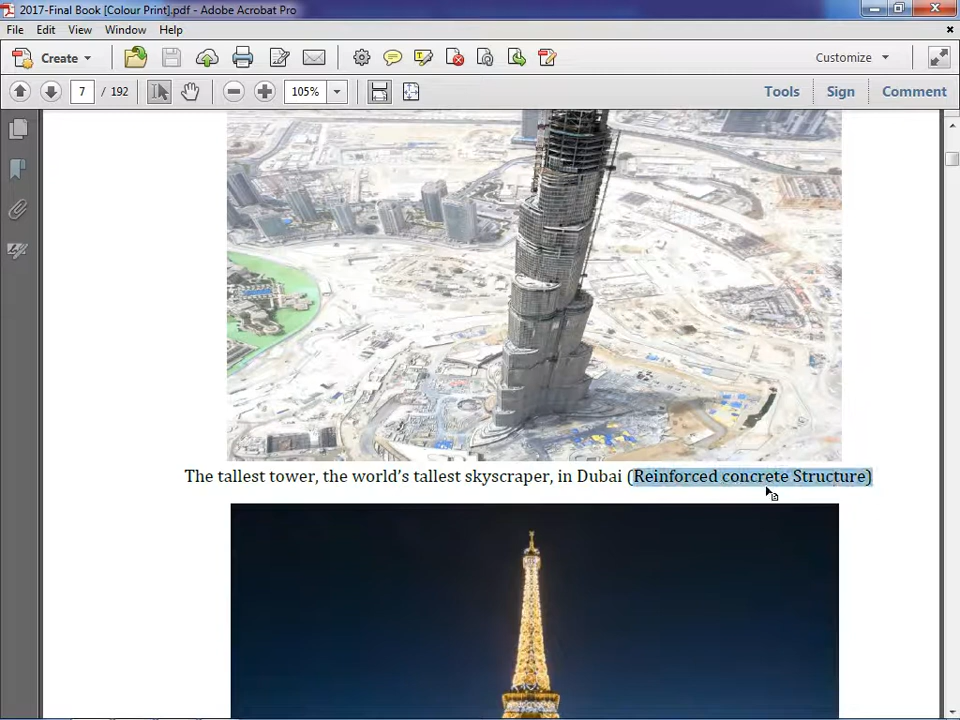 2017-Final Book [Colour Print].pdf - Adobe Acrobat Pro
File Edit View Window Help
Create Customize
7 / 192 105% Tools Sign Comment
The tallest tower, the world's tallest skyscraper, in Dubai (Reinforced concrete Structure)